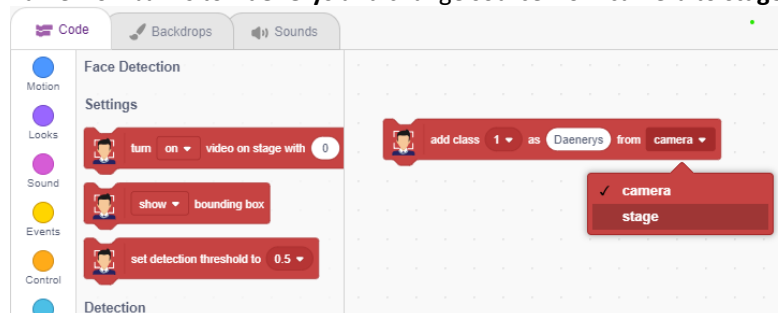 Code
Backdrops
Sounds
Motion
Looks
Sound
Events
Control
Face Detection
Settings
turn on video on stage with 0
show bounding box
set detection threshold to 0.5
Detection
add class 1 as Daenerys from camera
✓ camera
stage